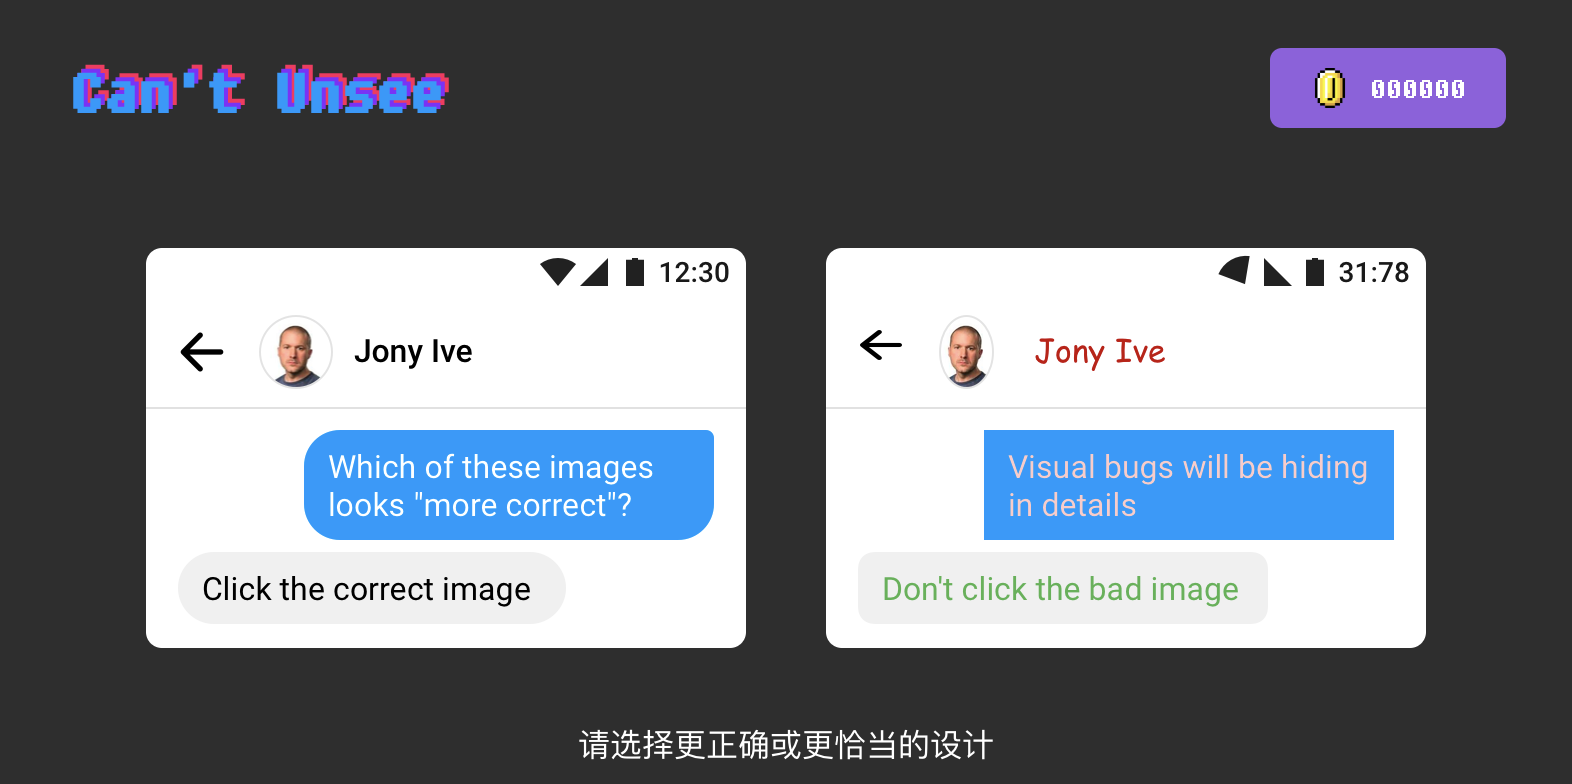 Can't Unsee
000000
12:30
Jony Ive
Which of these images
looks "more correct"?
Click the correct image
31:78
Jony Ive
Visual bugs will be hiding
in details
Don't click the bad image
请选择更正确或更恰当的设计